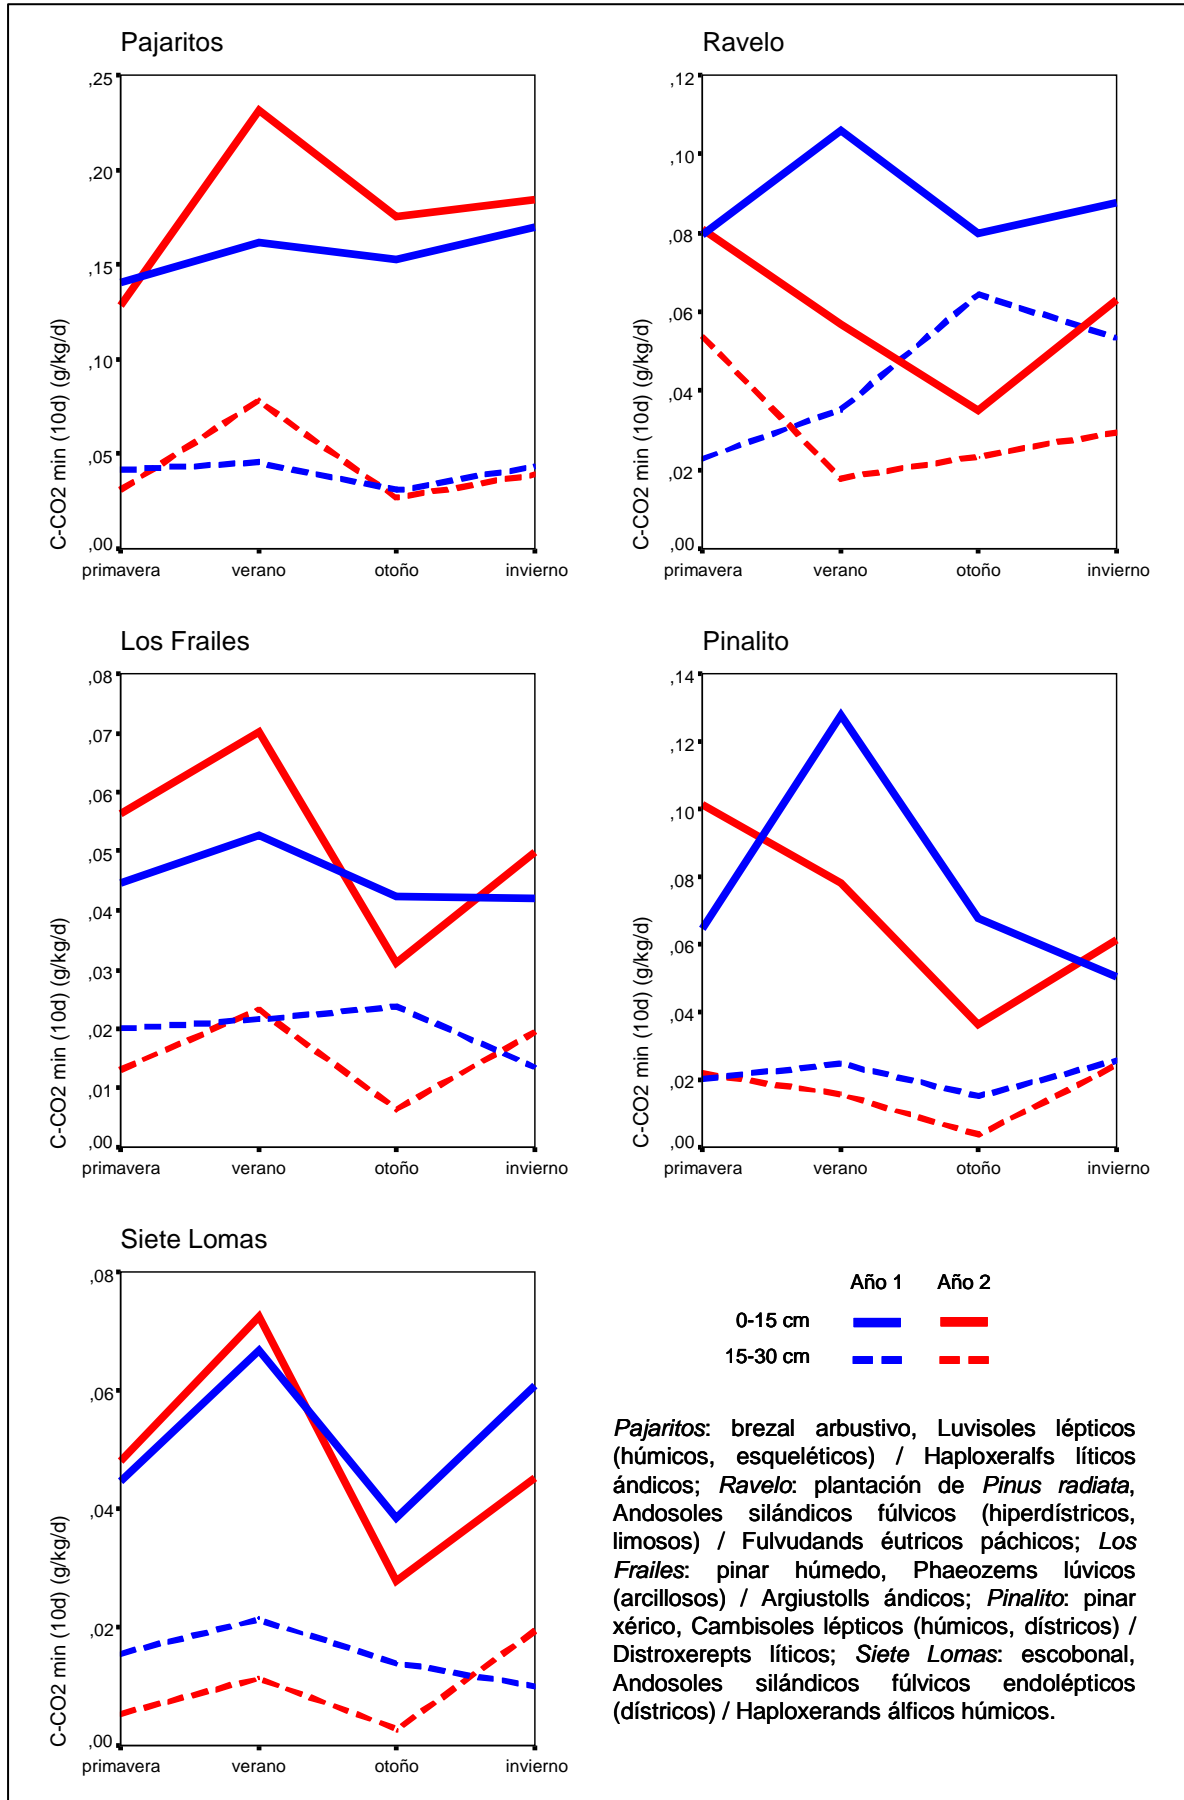 Pajaritos
,25
,20
,15
,10
,05
,00
C-CO2 min (10d) (g/kg/d)
primavera verano otoño invierno
Ravelo
,12
,10
,08
,06
,04
,02
,00
C-CO2 min (10d) (g/kg/d)
primavera verano otoño invierno
Los Frailes
,08
,07
,06
,05
,04
,03
,02
,01
,00
C-CO2 min (10d) (g/kg/d)
primavera verano otoño invierno
Pinalito
,14
,12
,10
,08
,06
,04
,02
,00
C-CO2 min (10d) (g/kg/d)
primavera verano otoño invierno
Siete Lomas
,08
,06
,04
,02
,00
C-CO2 min (10d) (g/kg/d)
primavera verano otoño invierno
Año 1 Año 2
0-15 cm
15-30 cm
Pajaritos: brezal arbustivo, Luvisoles lépticos
(húmicos, esqueléticos) / Haploxeralfs líticos
ándicos; Ravelo: plantación de Pinus radiata,
Andosoles silándicos fúlvicos (hiperdístricos,
limosos) / Fulvudands éutricos páchicos; Los
Frailes: pinar húmedo, Phaeozems lúvicos
(arcillosos) / Argiustolls ándicos; Pinalito: pinar
xérico, Cambisoles lépticos (húmicos, dístricos) /
Distroxerepts líticos; Siete Lomas: escobonal,
Andosoles silándicos fúlvicos endolépticos
(dístricos) / Haploxerands álficos húmicos.